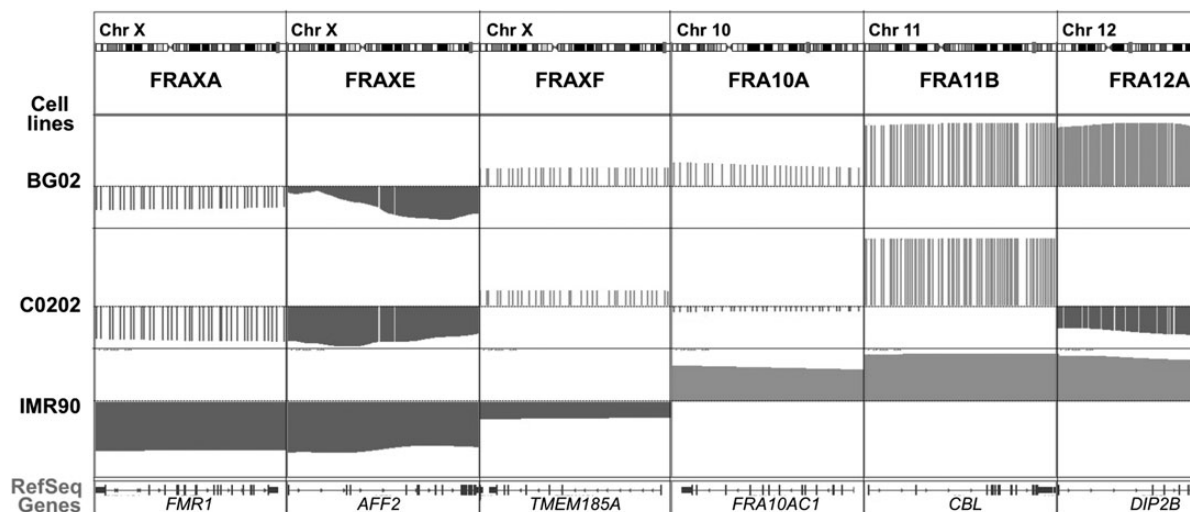 Chr X Chr X Chr X Chr 10 Chr 11 Chr 12
FRAXA FRAXE FRAXF FRA10A FRA11B FRA12A
Cell
lines
BG02
C0202
IMR90
RefSeq
Genes
FMR1 AFF2 TMEM185A FRA10AC1 CBL DIP2B